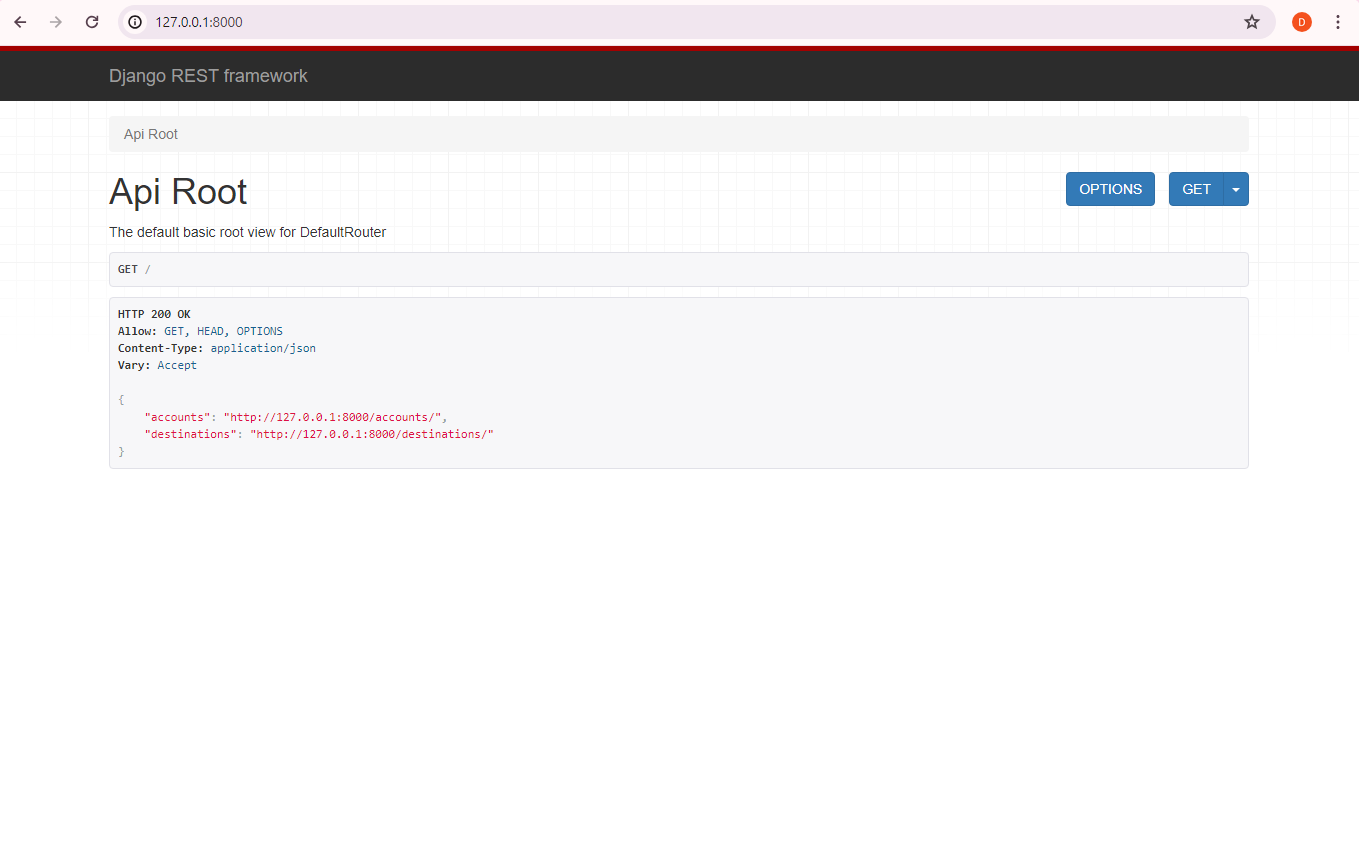 127.0.0.1:8000
D
Django REST framework
Api Root
Api Root
OPTIONS
GET
The default basic root view for DefaultRouter
GET /
HTTP 200 OK
Allow: GET, HEAD, OPTIONS
Content-Type: application/json
Vary: Accept
{
    "accounts": "http://127.0.0.1:8000/accounts/",
    "destinations": "http://127.0.0.1:8000/destinations/"
}